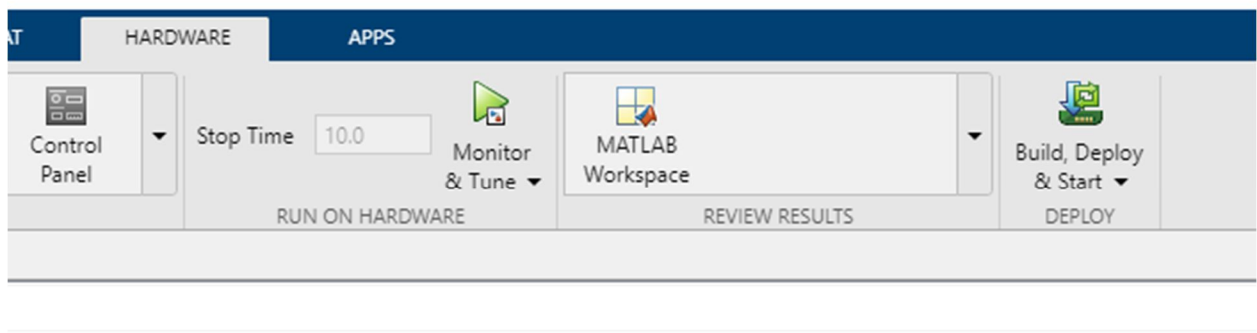 AT HARDWARE APPS
Control
Panel
Stop Time 10.0
Monitor
& Tune
MATLAB
Workspace
Build, Deploy
& Start
RUN ON HARDWARE REVIEW RESULTS DEPLOY